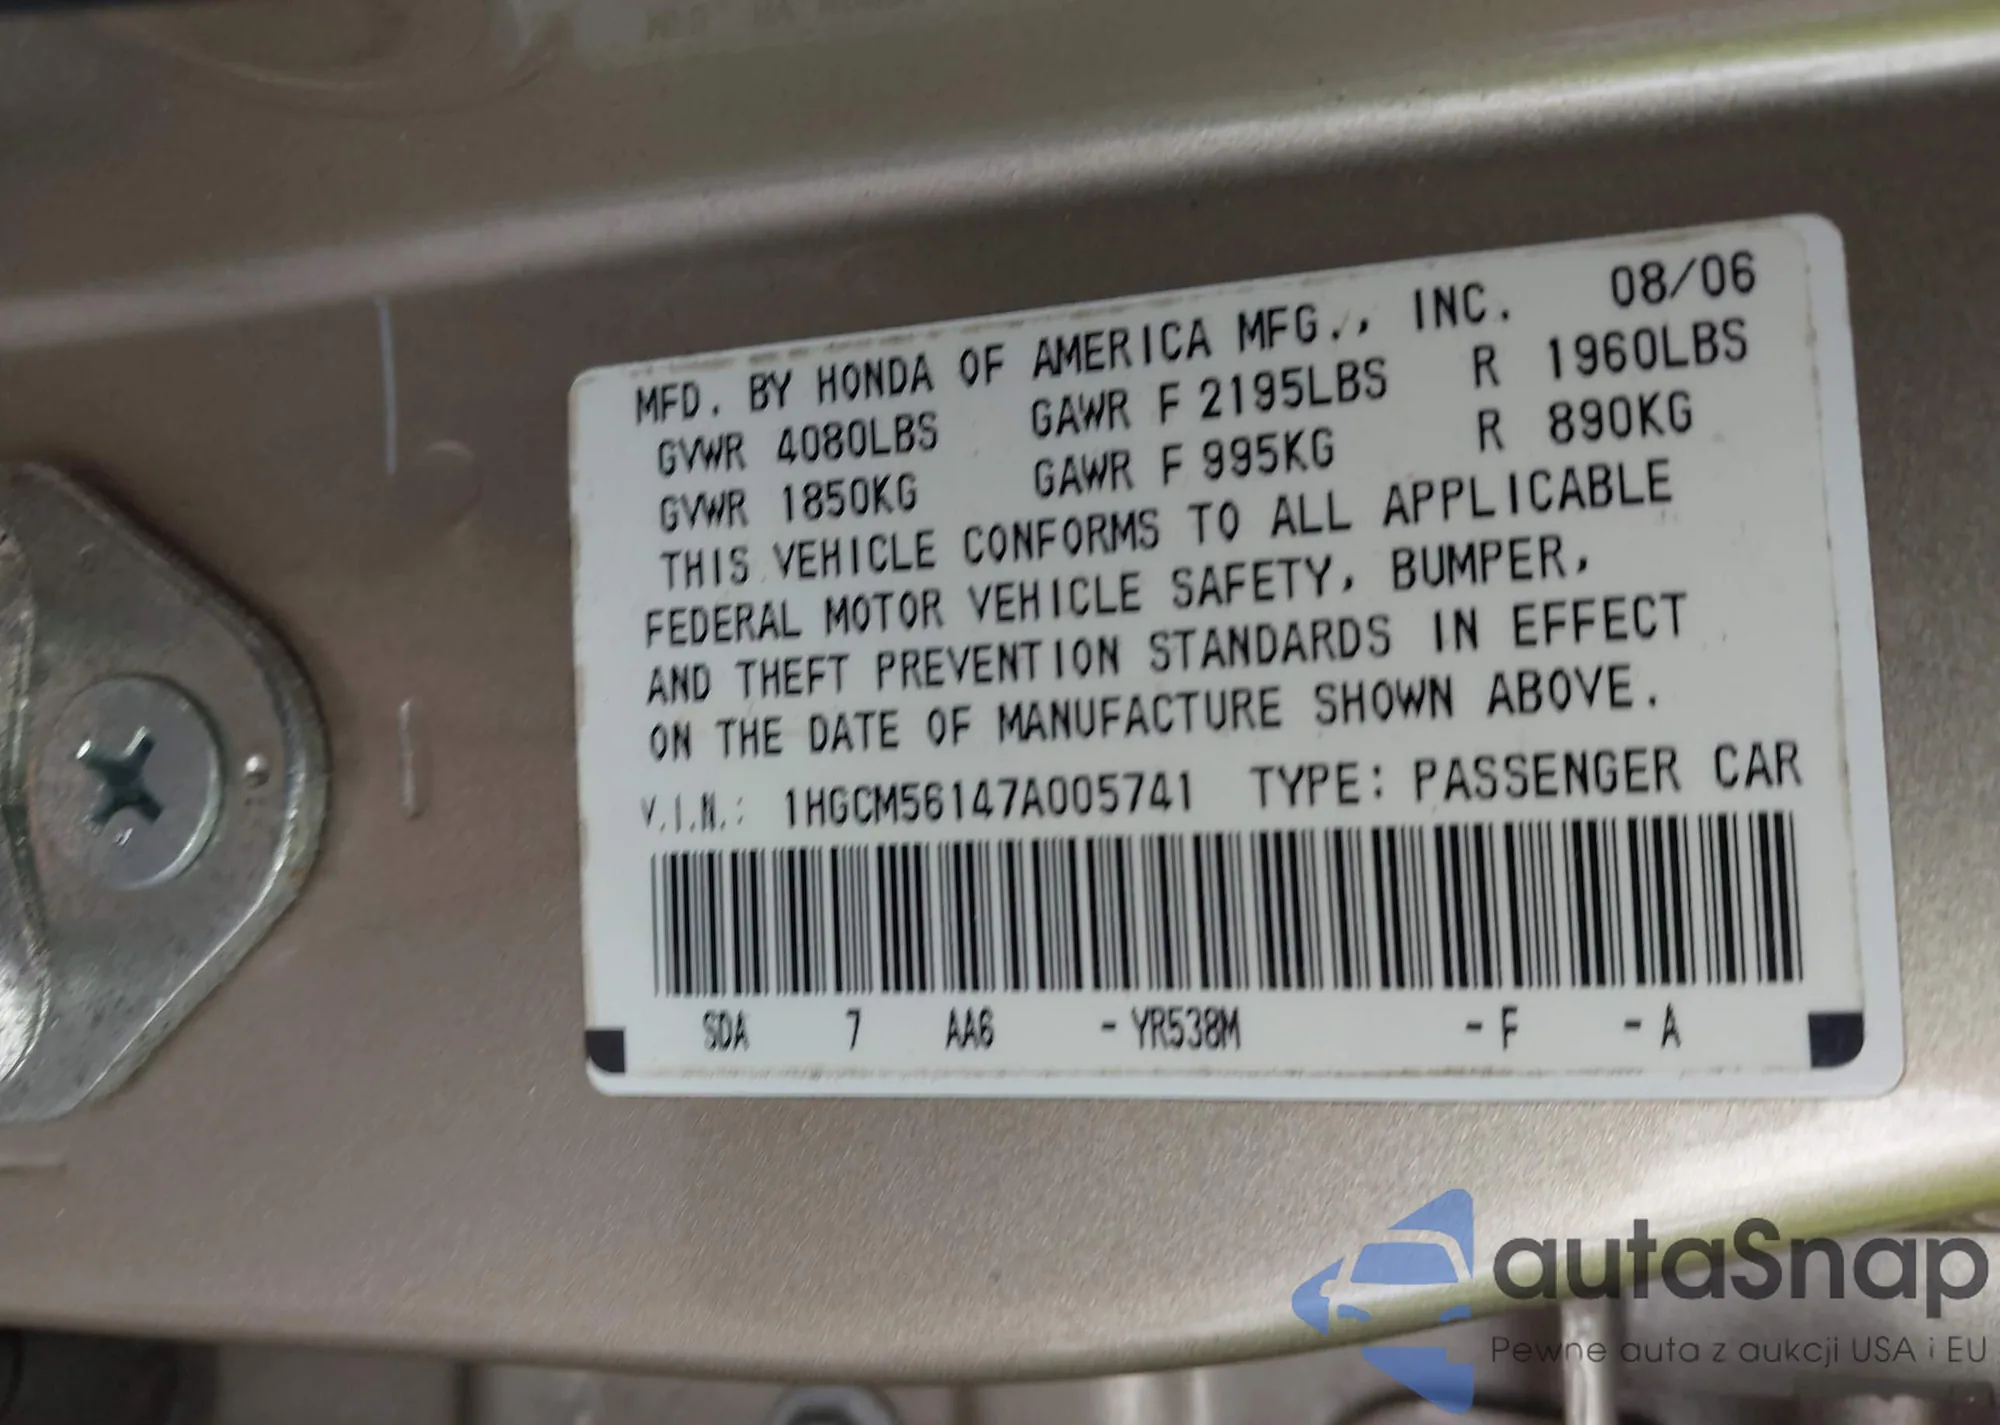 MFD. BY HONDA OF AMERICA MFG., INC. 08/06
GVWR 4080LBS GAWR F 2195LBS R 1960LBS
GVWR 1850KG GAWR F 995KG R 890KG
THIS VEHICLE CONFORMS TO ALL APPLICABLE
FEDERAL MOTOR VEHICLE SAFETY, BUMPER,
AND THEFT PREVENTION STANDARDS IN EFFECT
ON THE DATE OF MANUFACTURE SHOWN ABOVE.
V.I.N.: 1HGCM56147A005741 TYPE: PASSENGER CAR
SDA 7 AA6 - YR538M - F - A
autaSnap
Pewne auta z aukcji USA i EU